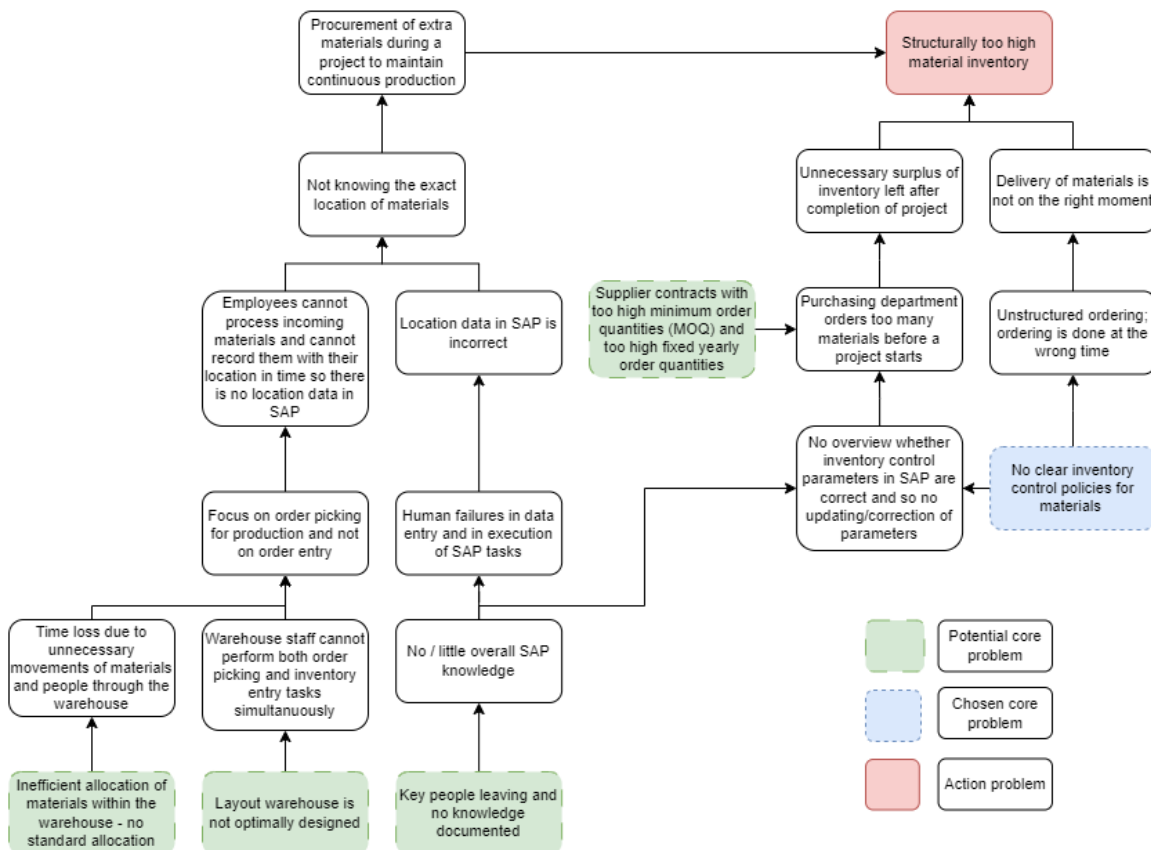 Procurement of extra
materials during a
project to maintain
continuous production
Structurally too high
material inventory
Not knowing the exact
location of materials
Unnecessary surplus of
inventory left after
completion of project
Delivery of materials is
not on the right moment
Employees cannot
process incoming
materials and cannot
record them with their
location in time so there
is no location data in
SAP
Location data in SAP is
incorrect
Supplier contracts with
too high minimum order
quantities (MOQ) and
too high fixed yearly
order quantities
Purchasing department
orders too many
materials before a
project starts
Unstructured ordering;
ordering is done at the
wrong time
Focus on order picking
for production and not
on order entry
Human failures in data
entry and in execution
of SAP tasks
No overview whether
inventory control
parameters in SAP are
correct and so no
updating/correction of
parameters
No clear inventory
control policies for
materials
Time loss due to
unnecessary
movements of materials
and people through the
warehouse
Warehouse staff cannot
perform both order
picking and inventory
entry tasks
simultanuously
No / little overall SAP
knowledge
Potential core
problem
Chosen core
problem
Action problem
Inefficient allocation of
materials within the
warehouse - no
standard allocation
Layout warehouse is
not optimally designed
Key people leaving and
no knowledge
documented